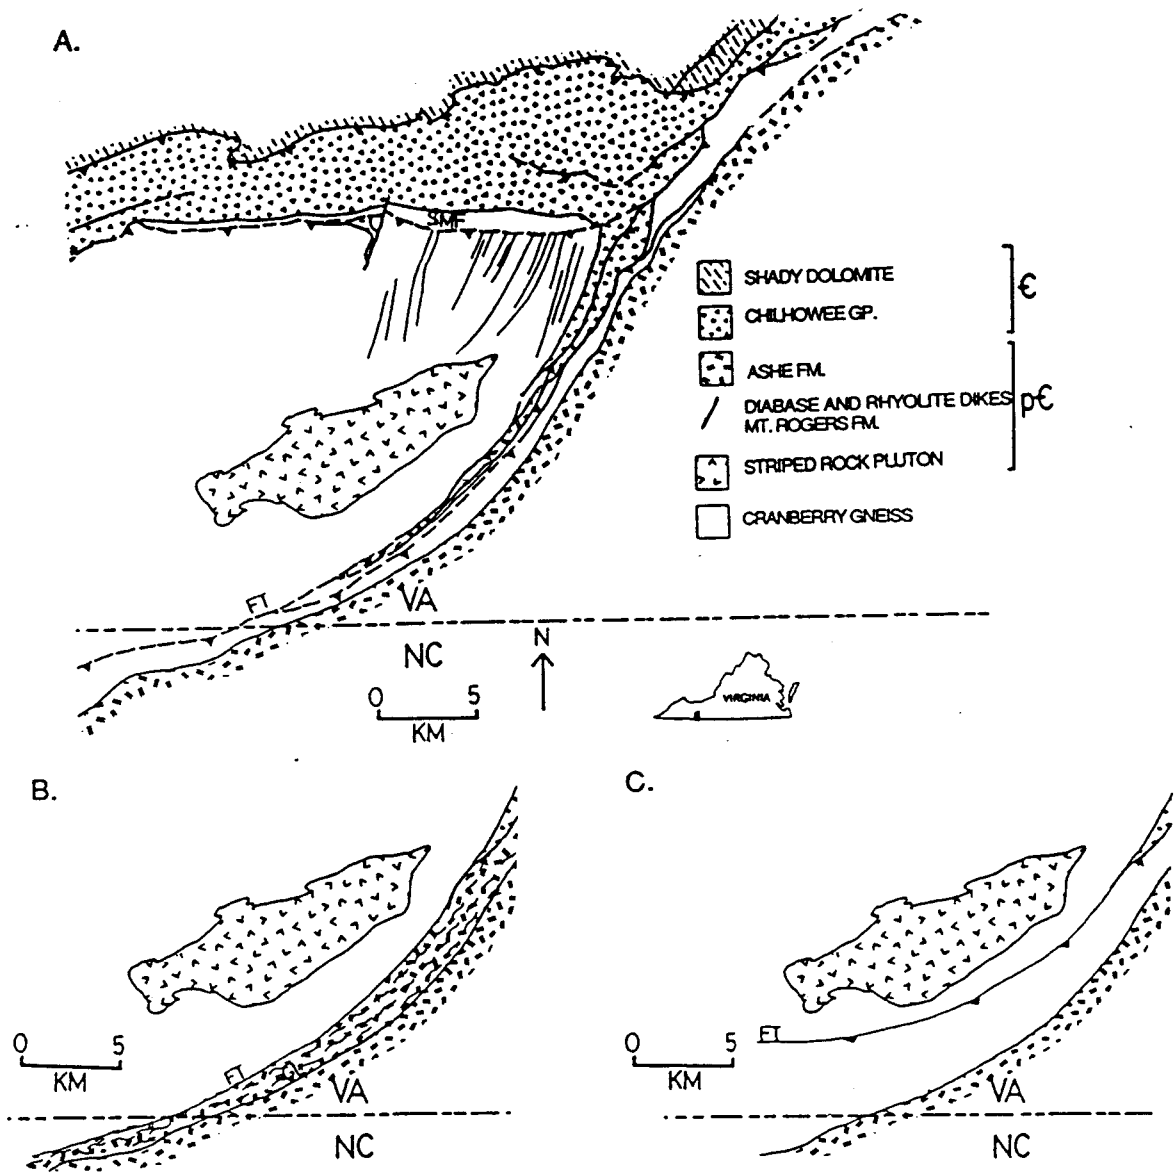 A.
SMF
SHADY DOLOMITE
CHILHOWEE GP.
Є
ASHE FM.
DIABASE AND RHYOLITE DIKES
MT. ROGERS FM.
pЄ
STRIPED ROCK PLUTON
CRANBERRY GNEISS
FT
VA
NC
N
0 5
KM
VIRGINIA
B.
FT
0 5
KM
VA
NC
C.
FT
0 5
KM
VA
NC